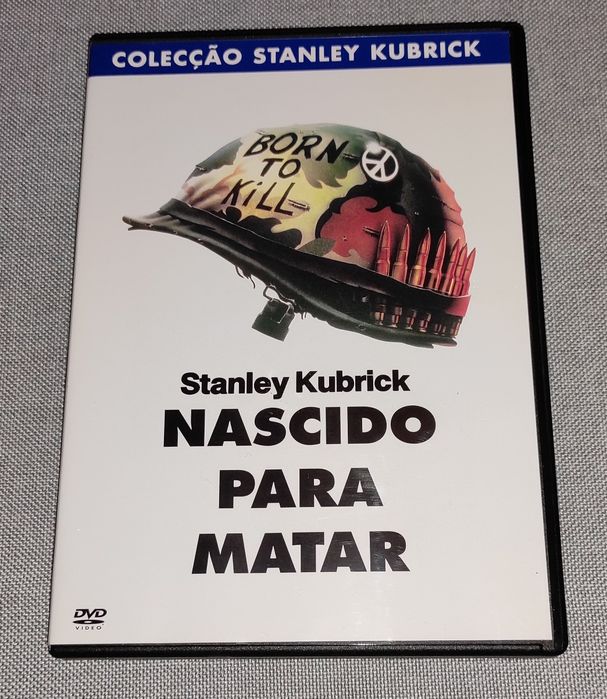 COLECÇÃO STANLEY KUBRICK
BORN
TO
KiLL
Stanley Kubrick
NASCIDO
PARA
MATAR
DVD
VIDEO